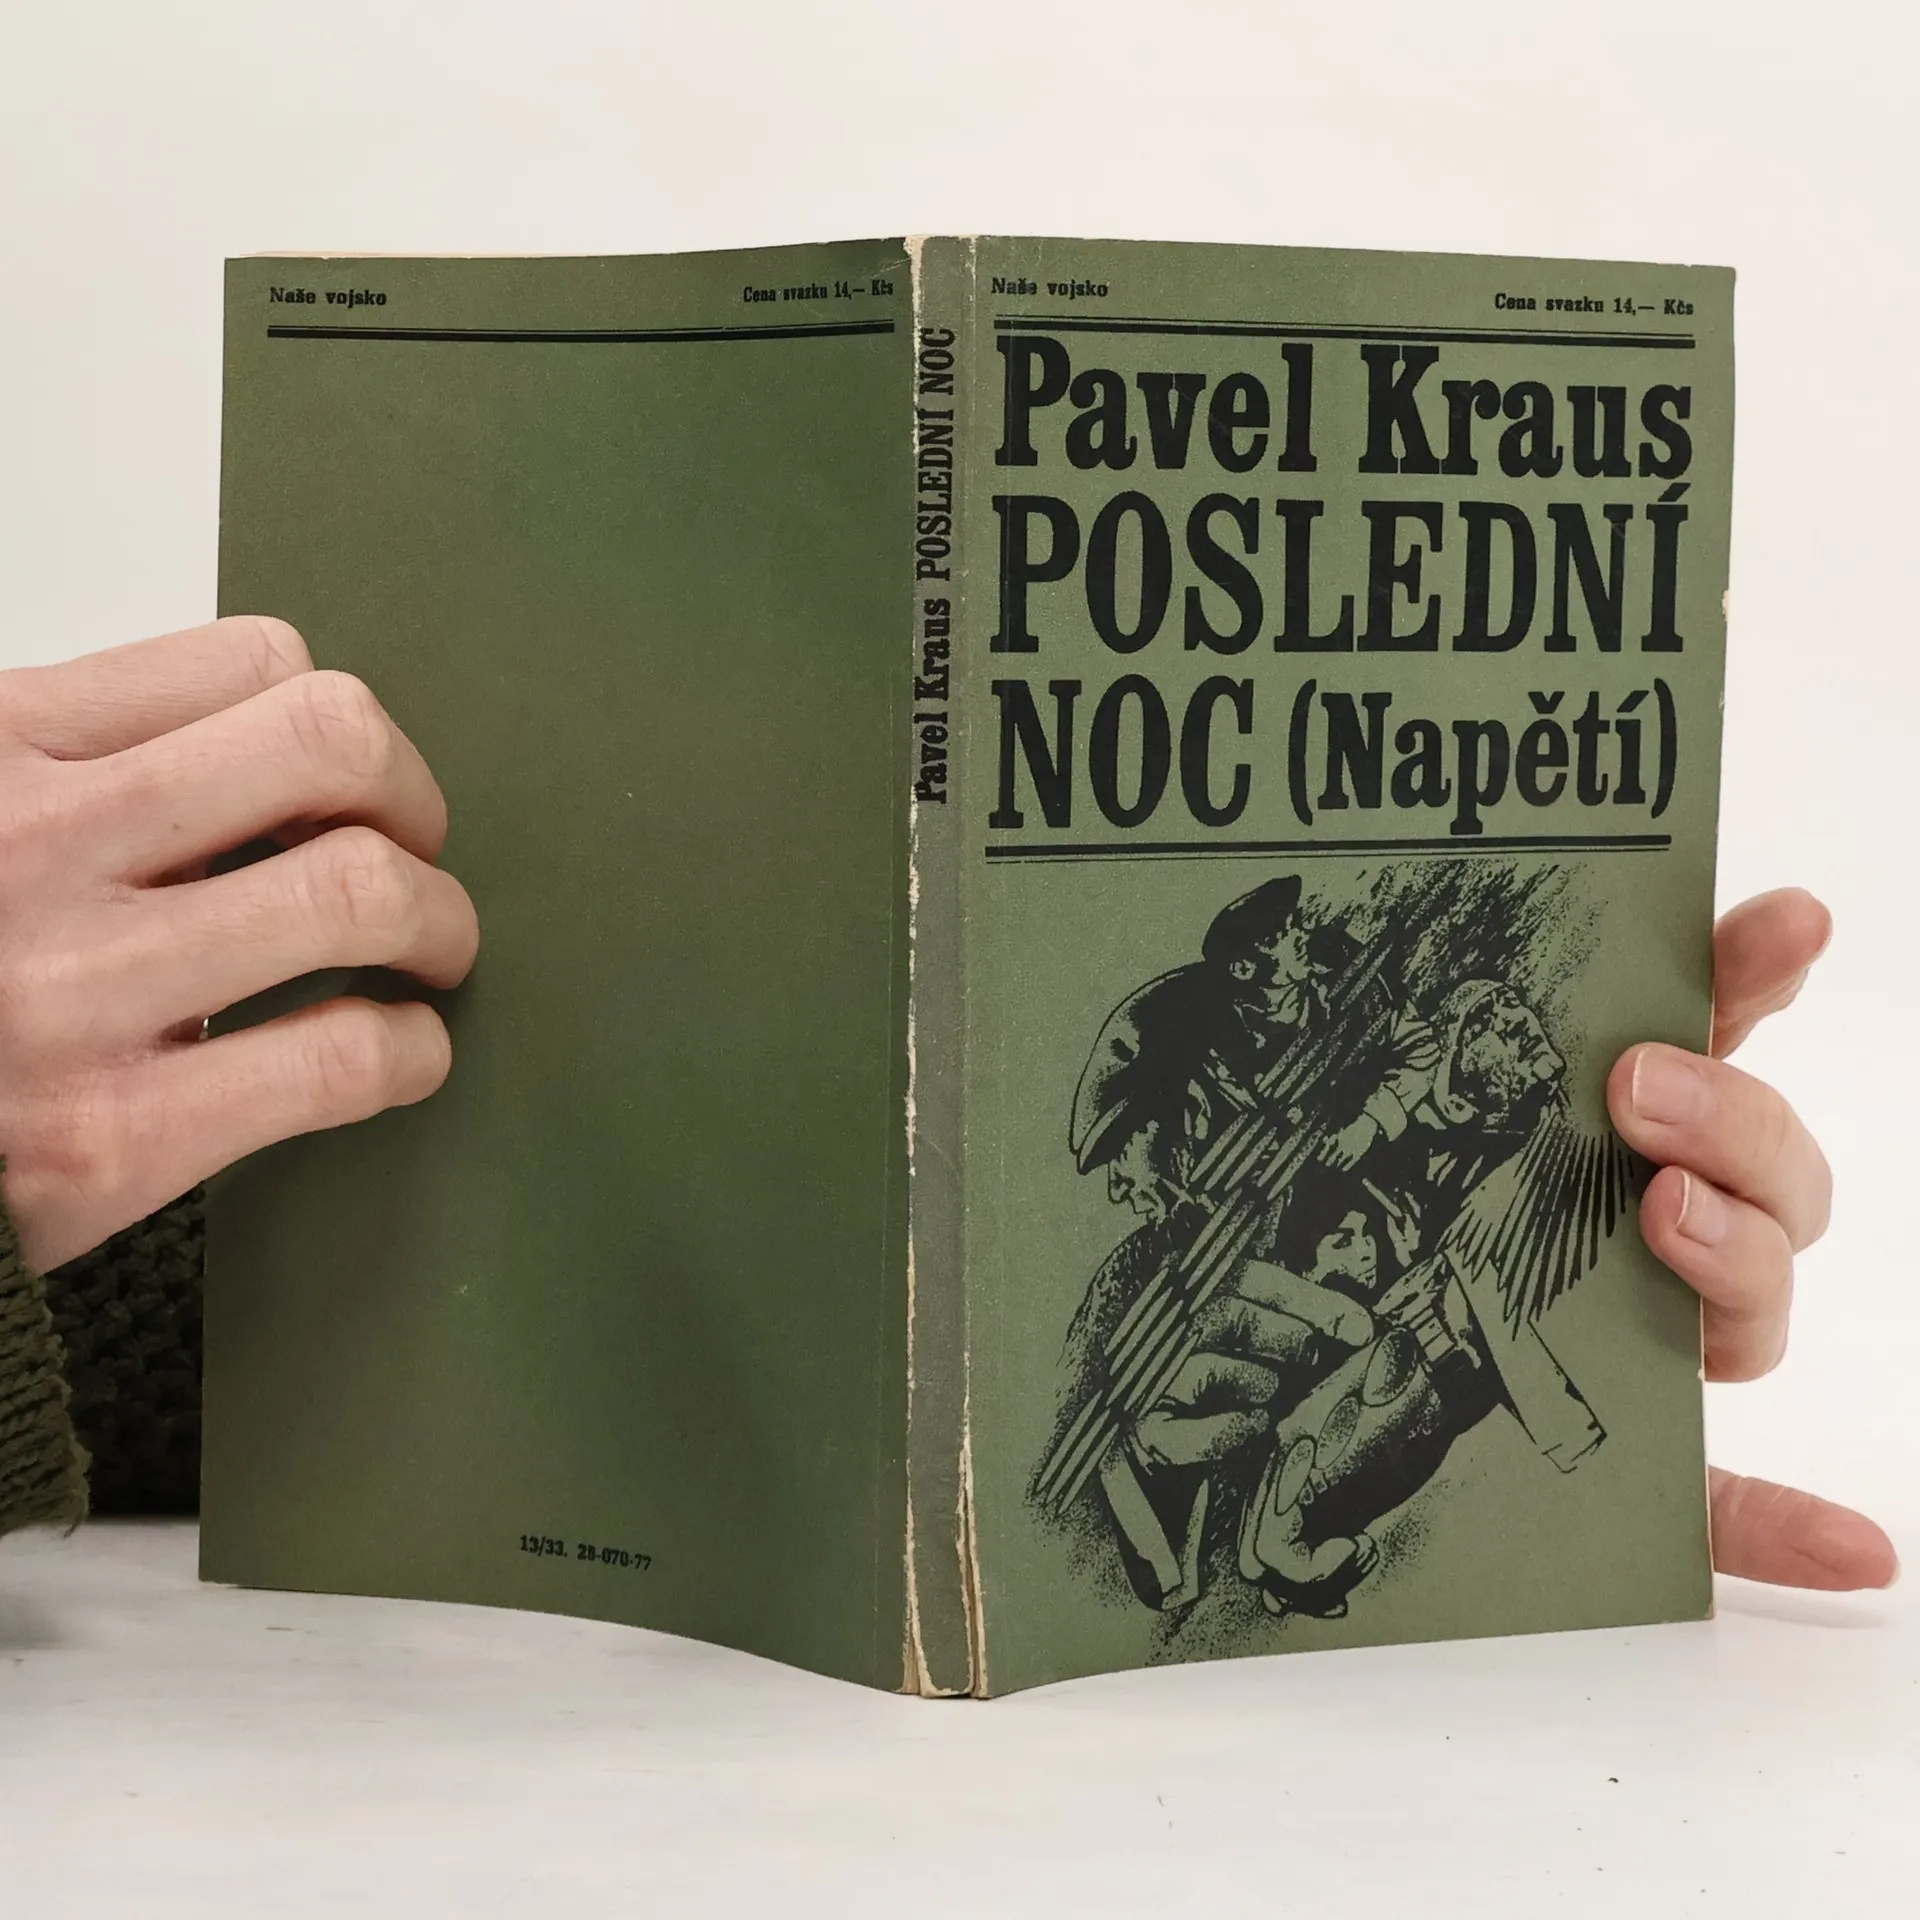 Naše vojsko
Cena svazku 14,— Kčs
13/33. 28-070-77
Pavel Kraus POSLEDNÍ NOC
Naše vojsko
Cena svazku 14,— Kčs
Pavel Kraus
POSLEDNÍ
NOC (Napětí)